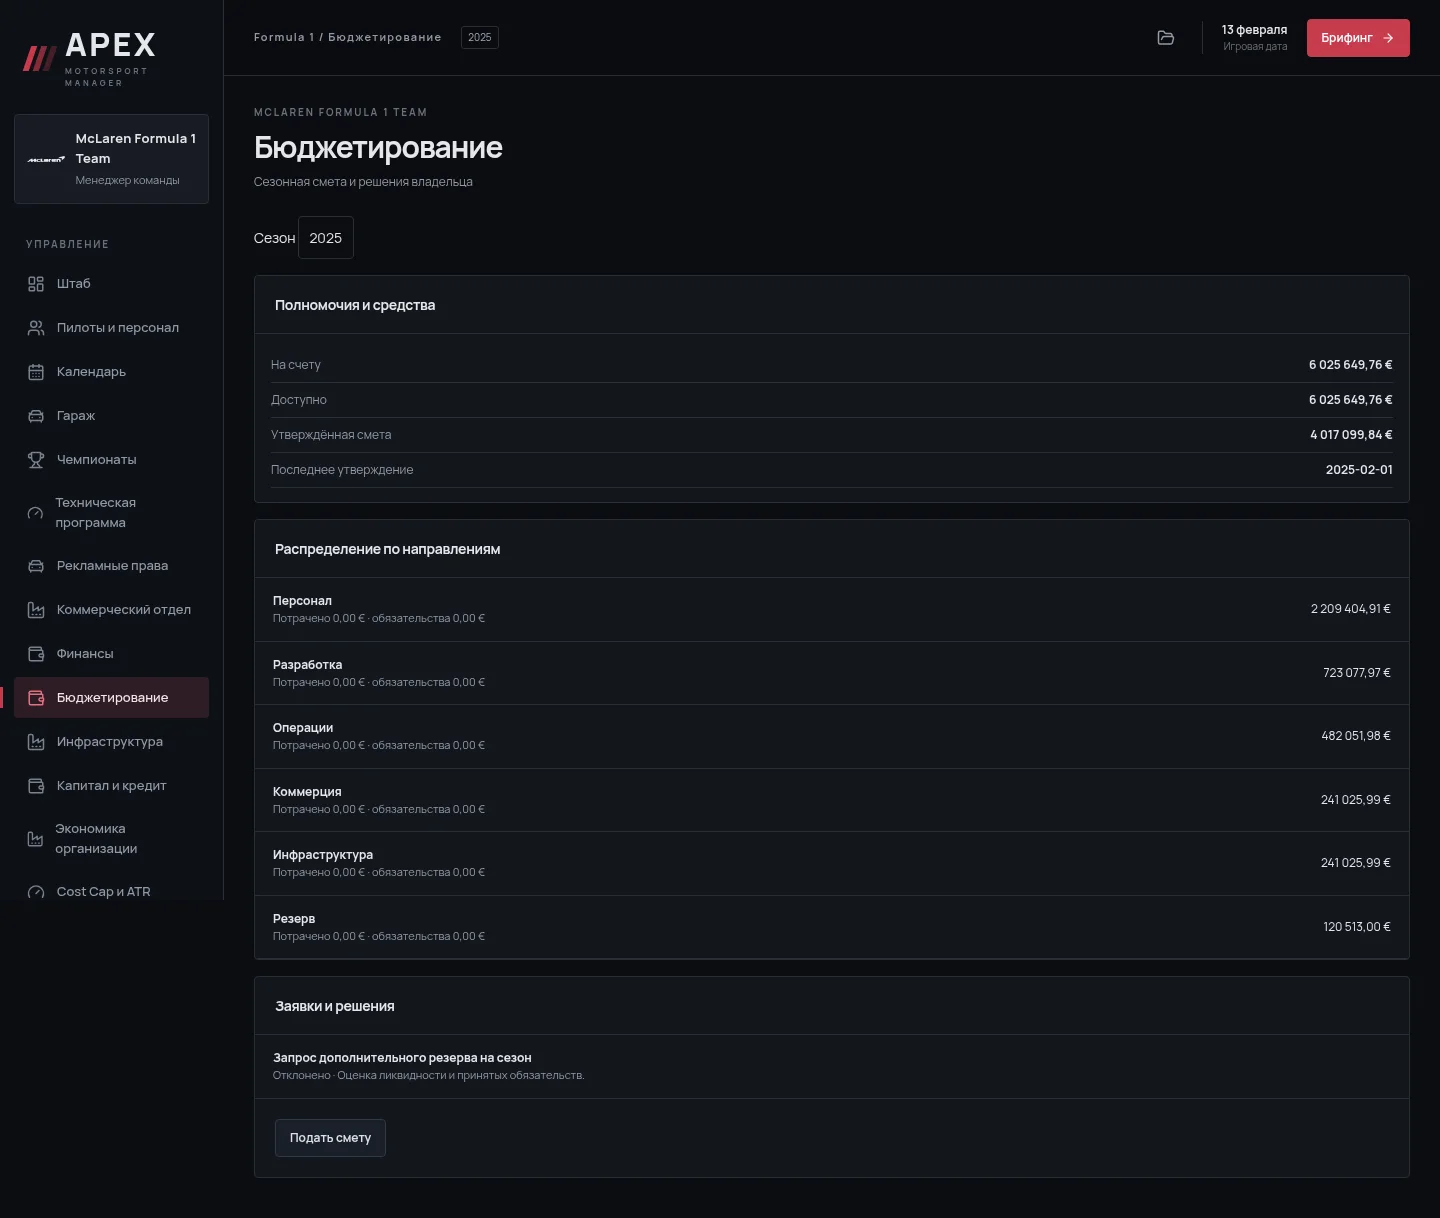 APEX
MOTORSPORT
MANAGER
McLaren
McLaren Formula 1
Team
Менеджер команды
УПРАВЛЕНИЕ
Штаб
Пилоты и персонал
Календарь
Гараж
Чемпионаты
Техническая
программа
Рекламные права
Коммерческий отдел
Финансы
Бюджетирование
Инфраструктура
Капитал и кредит
Экономика
организации
Cost Cap и ATR
Formula 1 / Бюджетирование 2025
13 февраля
Игровая дата
Брифинг
MCLAREN FORMULA 1 TEAM
Бюджетирование
Сезонная смета и решения владельца
Сезон 2025
Полномочия и средства
На счету 6 025 649,76 €
Доступно 6 025 649,76 €
Утверждённая смета 4 017 099,84 €
Последнее утверждение 2025-02-01
Распределение по направлениям
Персонал
Потрачено 0,00 € · обязательства 0,00 €
2 209 404,91 €
Разработка
Потрачено 0,00 € · обязательства 0,00 €
723 077,97 €
Операции
Потрачено 0,00 € · обязательства 0,00 €
482 051,98 €
Коммерция
Потрачено 0,00 € · обязательства 0,00 €
241 025,99 €
Инфраструктура
Потрачено 0,00 € · обязательства 0,00 €
241 025,99 €
Резерв
Потрачено 0,00 € · обязательства 0,00 €
120 513,00 €
Заявки и решения
Запрос дополнительного резерва на сезон
Отклонено · Оценка ликвидности и принятых обязательств.
Подать смету